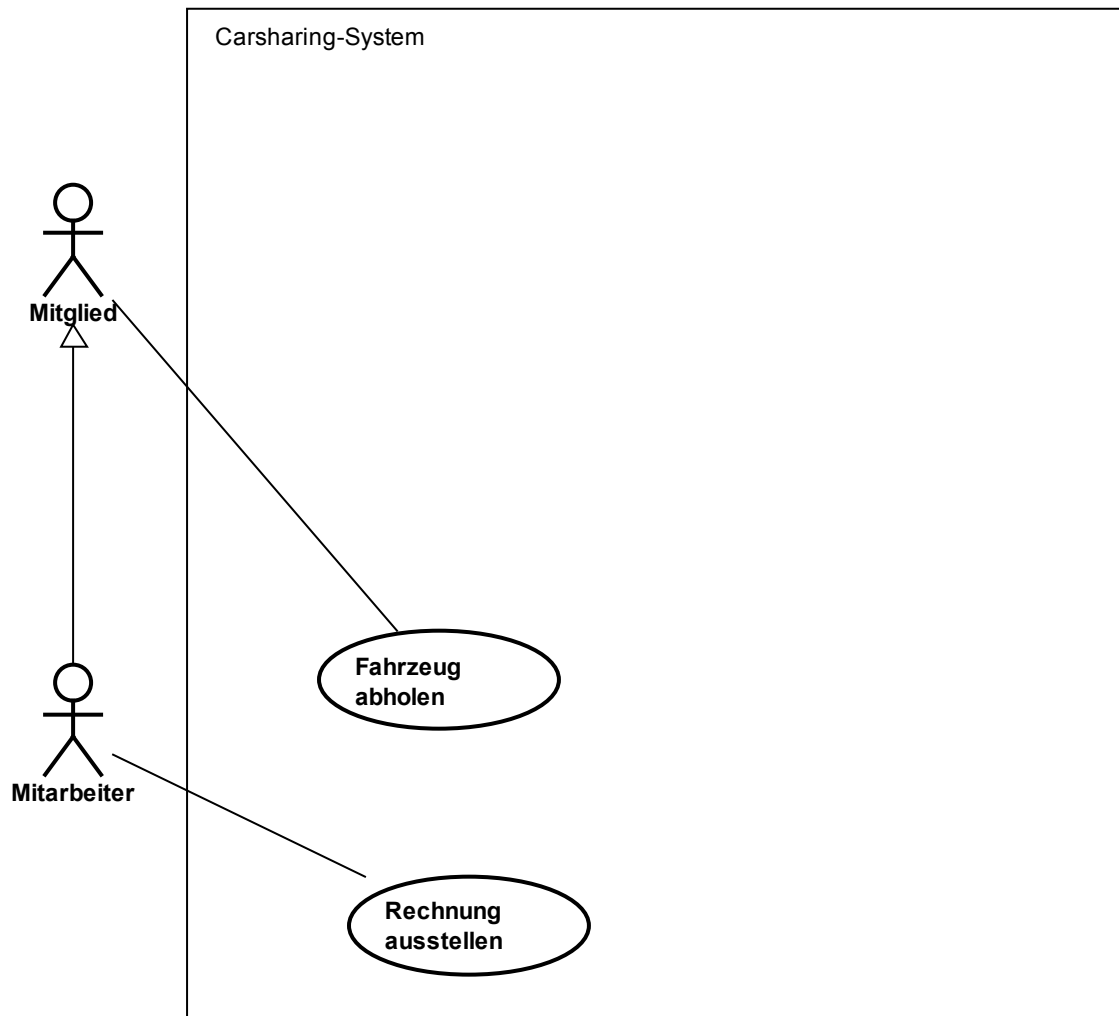 Carsharing-System
Mitglied
Fahrzeug
abholen
Mitarbeiter
Rechnung
ausstellen